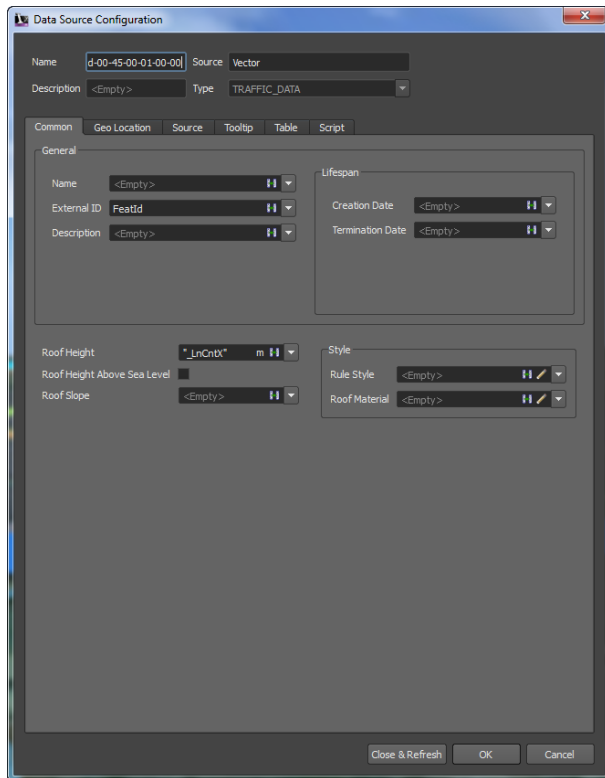 Data Source Configuration
Name d-00-45-00-01-00-00 Source Vector
Description <Empty> Type TRAFFIC_DATA
Common Geo Location Source Tooltip Table Script
General
Lifespan
Name <Empty>
Creation Date <Empty>
External ID FeatId
Termination Date <Empty>
Description <Empty>
Roof Height "_LnCntX" m
Style
Roof Height Above Sea Level
Rule Style <Empty>
Roof Slope <Empty>
Roof Material <Empty>
Close & Refresh OK Cancel